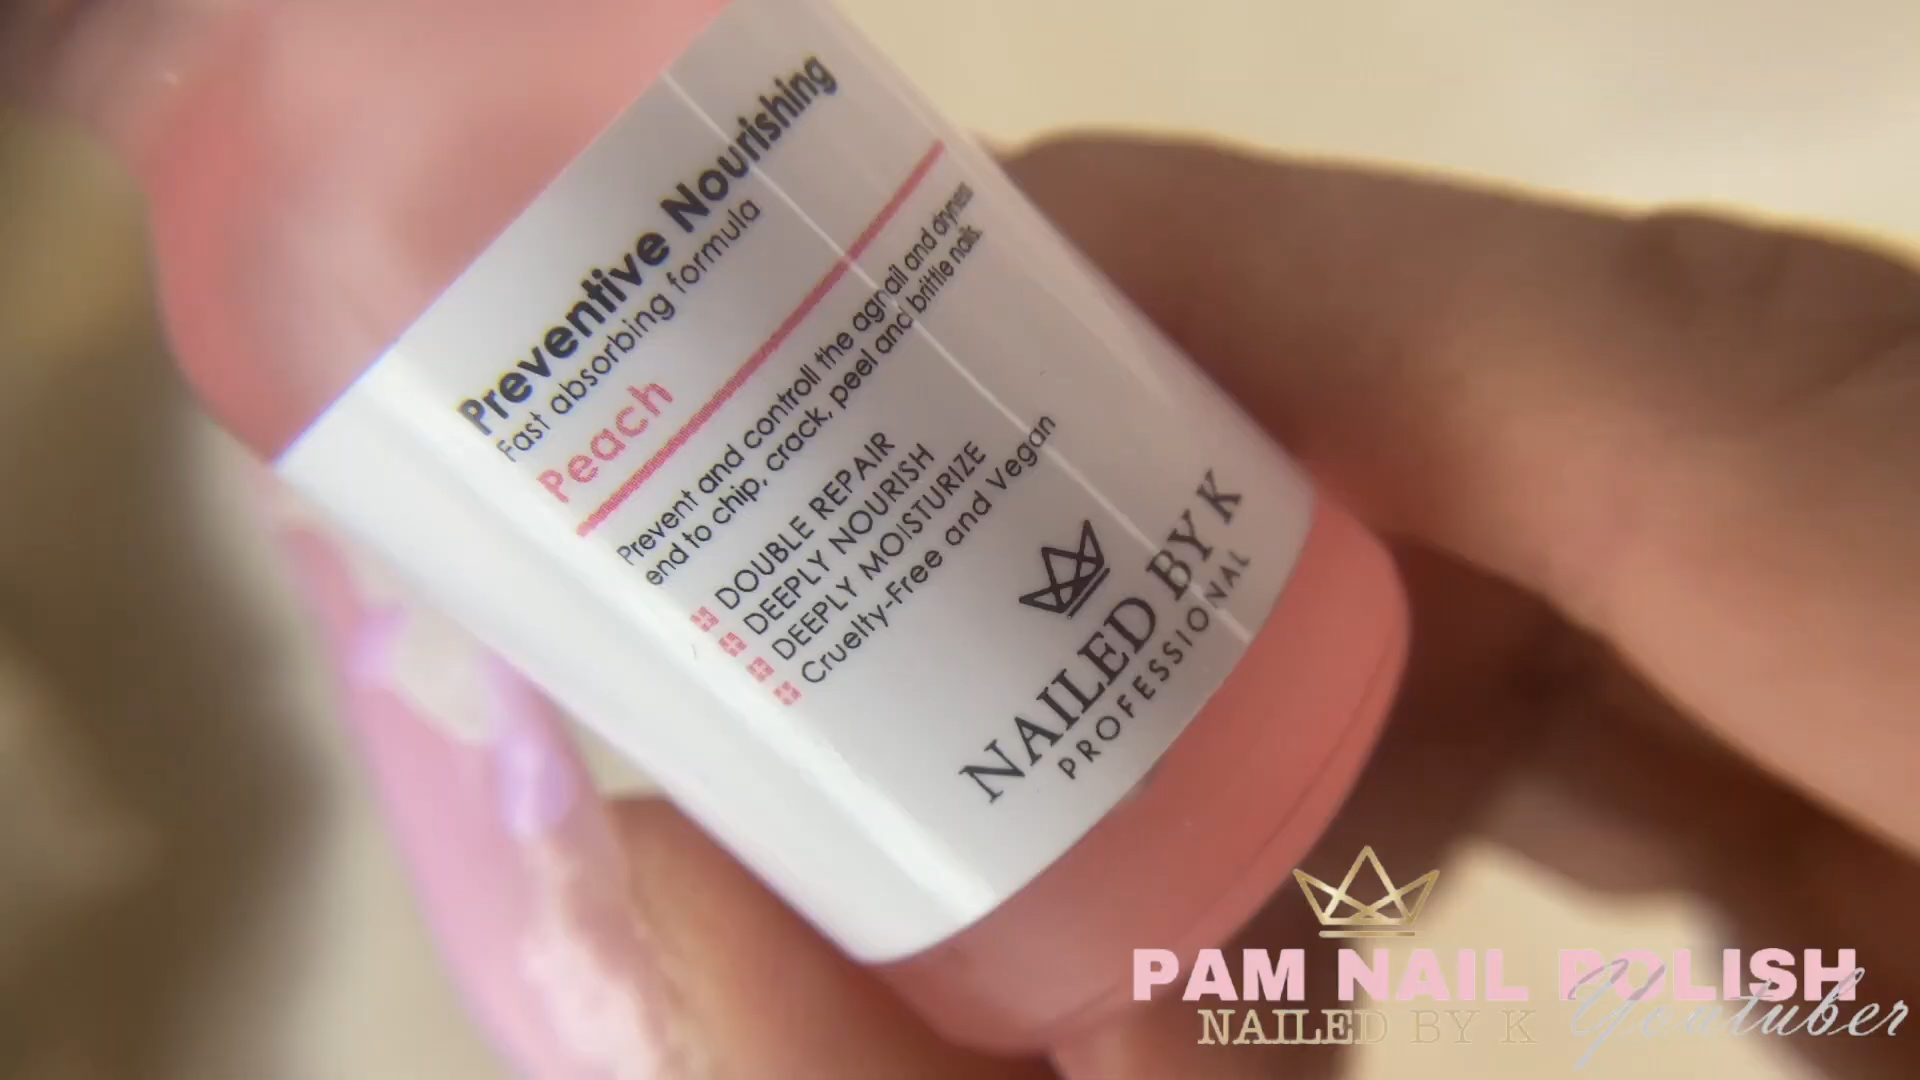 Preventive Nourishing
Fast absorbing formula
Peach
Prevent and controll the agnail and dryness
end to chip, crack, peel and brittle nails.
DOUBLE REPAIR
DEEPLY NOURISH
DEEPLY MOISTURIZE
Cruelty-Free and Vegan
NAILED BY K
PROFESSIONAL
PAM NAIL POLISH
NAILED BY K Youtuber